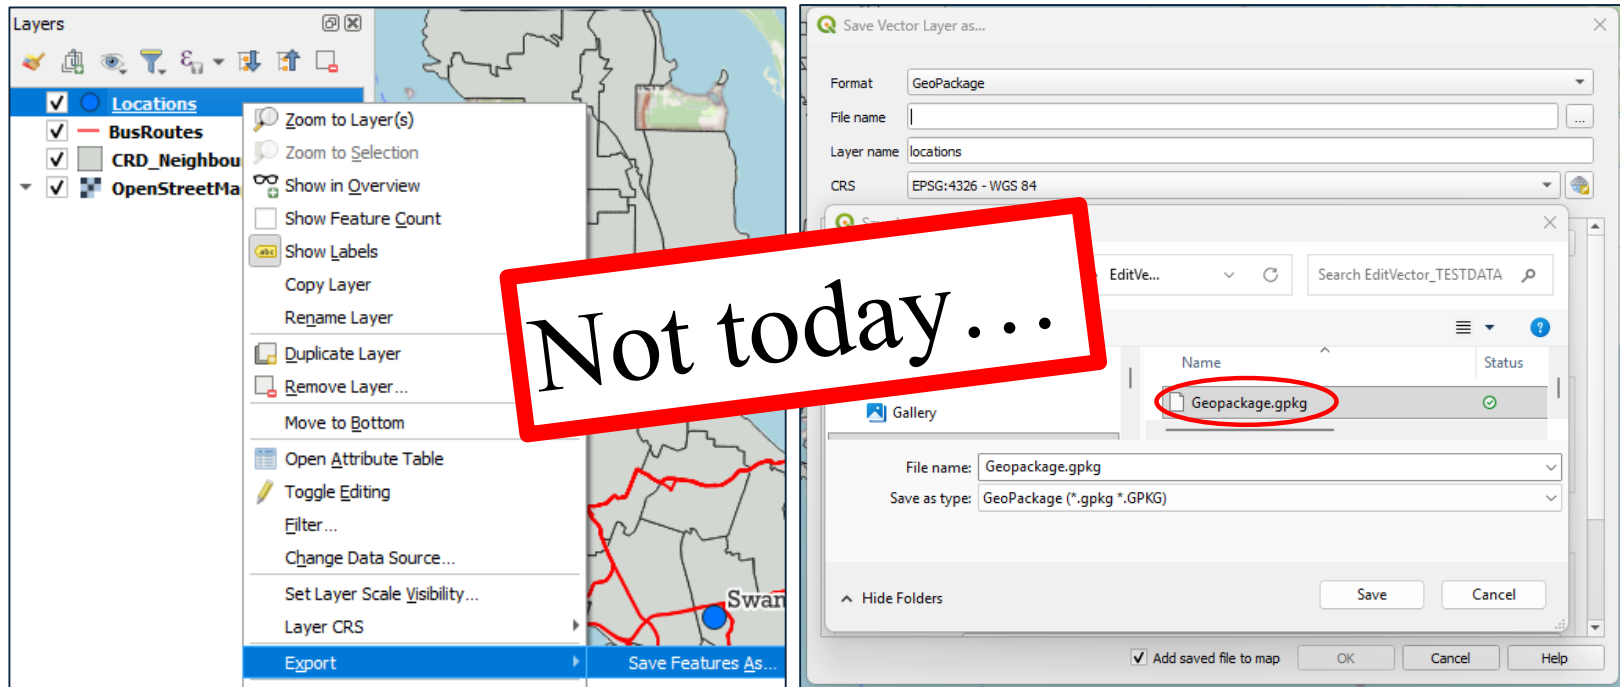 Layers
Locations
BusRoutes
CRD_Neighbou
OpenStreetMa
Zoom to Layer(s)
Zoom to Selection
Show in Overview
Show Feature Count
abc Show Labels
Copy Layer
Rename Layer
Duplicate Layer
Remove Layer...
Move to Bottom
Open Attribute Table
Toggle Editing
Filter...
Change Data Source...
Set Layer Scale Visibility...
Layer CRS
Export
Save Features As...
Swan
Not today...
Save Vector Layer as...
Format GeoPackage
File name
...
Layer name locations
CRS EPSG:4326 - WGS 84
EditVe...
Search EditVector_TESTDATA
Name
Status
Geopackage.gpkg
Gallery
File name: Geopackage.gpkg
Save as type: GeoPackage (*.gpkg *.GPKG)
Hide Folders
Save
Cancel
Add saved file to map
OK
Cancel
Help